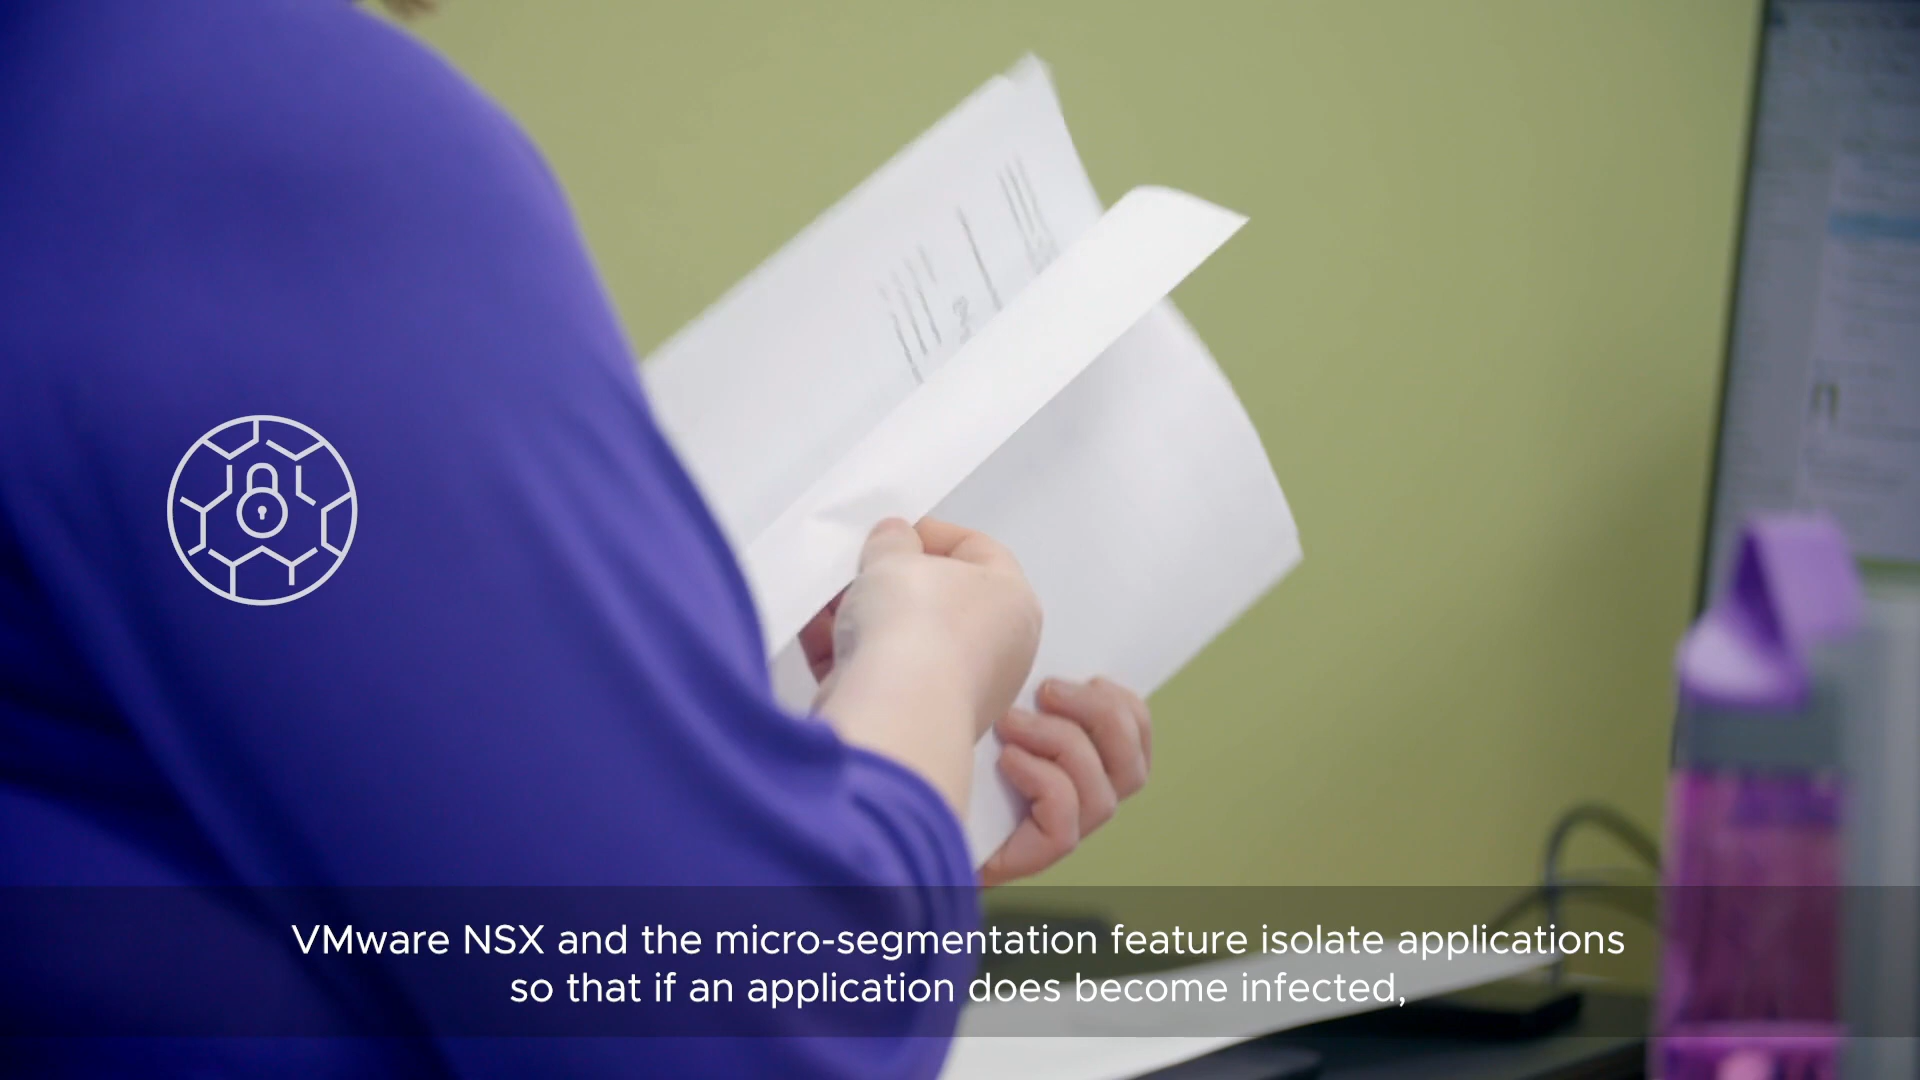 VMware NSX and the micro-segmentation feature isolate applications
so that if an application does become infected,